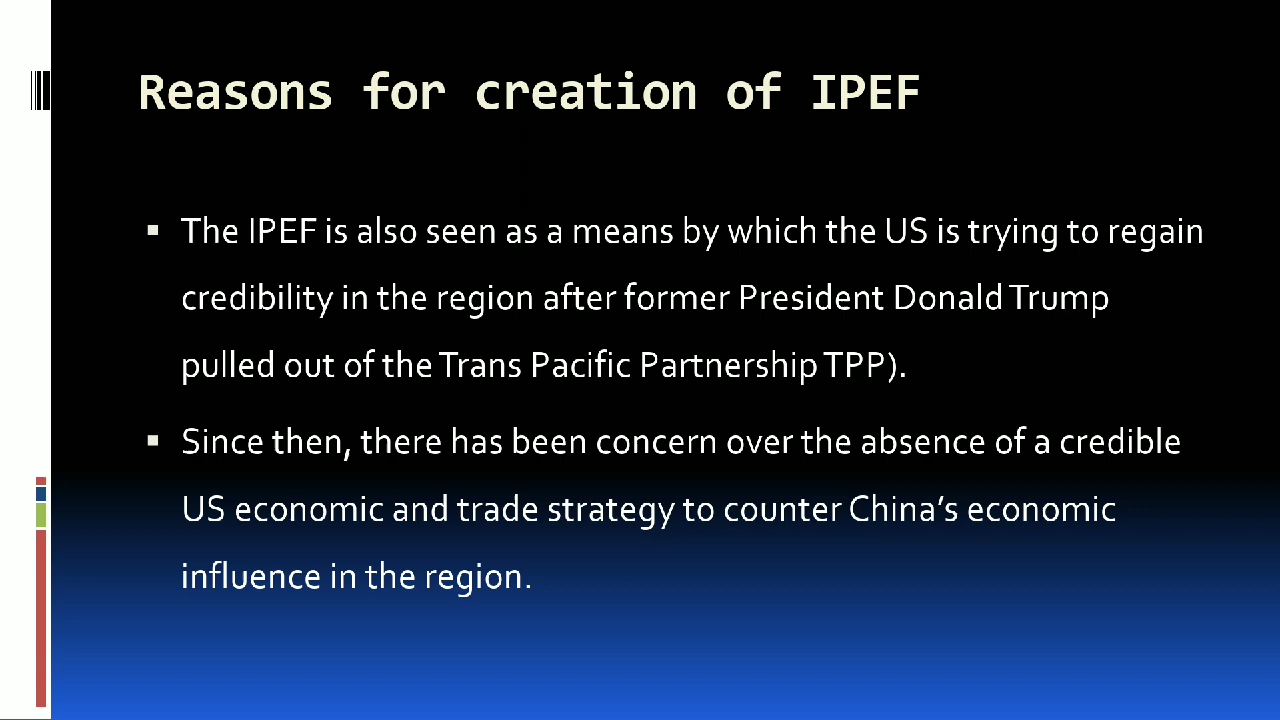 Reasons for creation of IPEF
▪ The IPEF is also seen as a means by which the US is trying to regain
credibility in the region after former President Donald Trump
pulled out of the Trans Pacific Partnership TPP).
▪ Since then, there has been concern over the absence of a credible
US economic and trade strategy to counter China’s economic
influence in the region.